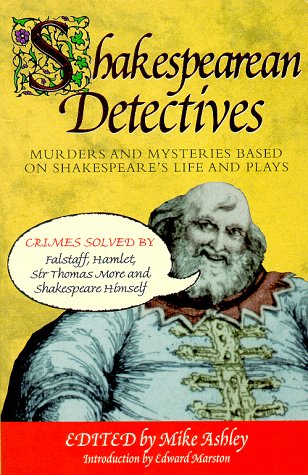 Shakespearean
Detectives
MURDERS AND MYSTERIES BASED
ON SHAKESPEARE'S LIFE AND PLAYS
CRIMES SOLVED BY
Falstaff, Hamlet,
Sir Thomas More and
Shakespeare Himself
EDITED by Mike Ashley
Introduction by Edward Marston